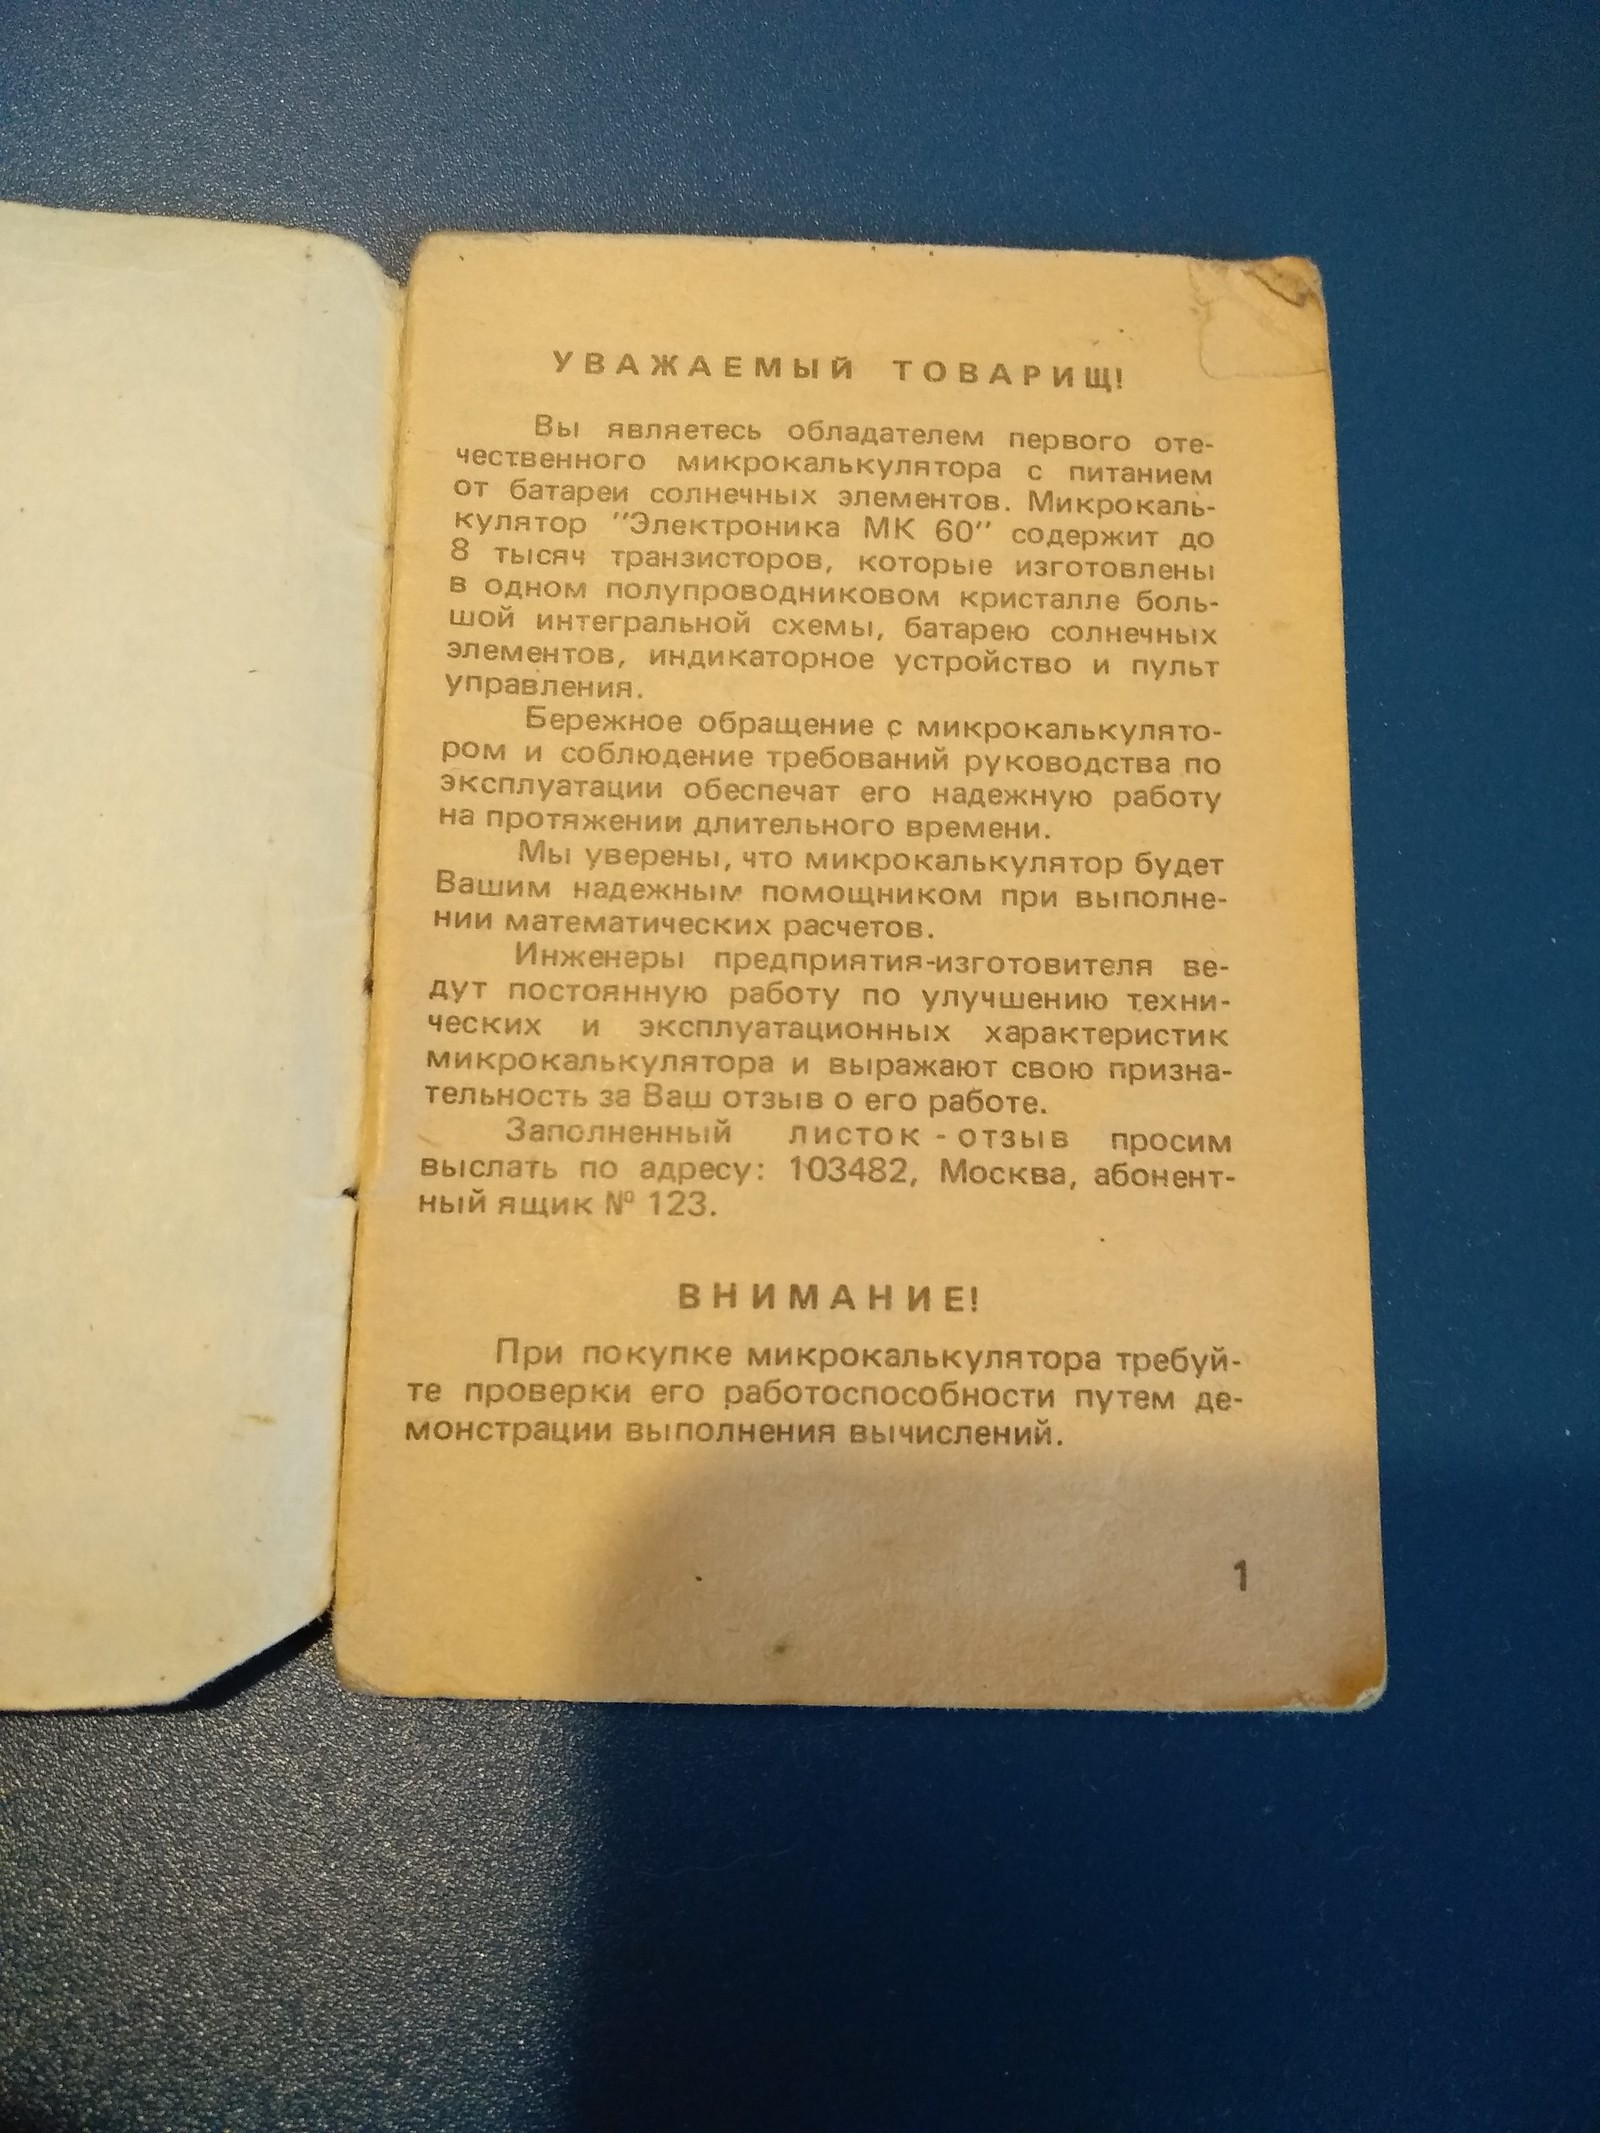 УВАЖАЕМЫЙ ТОВАРИЩ!
Вы являетесь обладателем первого оте-
чественного микрокалькулятора с питанием
от батареи солнечных элементов. Микрокаль-
кулятор "Электроника МК 60" содержит до
8 тысяч транзисторов, которые изготовлены
в одном полупроводниковом кристалле боль-
шой интегральной схемы, батарею солнечных
элементов, индикаторное устройство и пульт
управления.
Бережное обращение с микрокалькулято-
ром и соблюдение требований руководства по
эксплуатации обеспечат его надежную работу
на протяжении длительного времени.
Мы уверены, что микрокалькулятор будет
Вашим надежным помощником при выполне-
нии математических расчетов.
Инженеры предприятия-изготовителя ве-
дут постоянную работу по улучшению техни-
ческих и эксплуатационных характеристик
микрокалькулятора и выражают свою призна-
тельность за Ваш отзыв о его работе.
Заполненный листок - отзыв просим
выслать по адресу: 103482, Москва, абонент-
ный ящик № 123.
ВНИМАНИЕ!
При покупке микрокалькулятора требуй-
те проверки его работоспособности путем де-
монстрации выполнения вычислений.
1